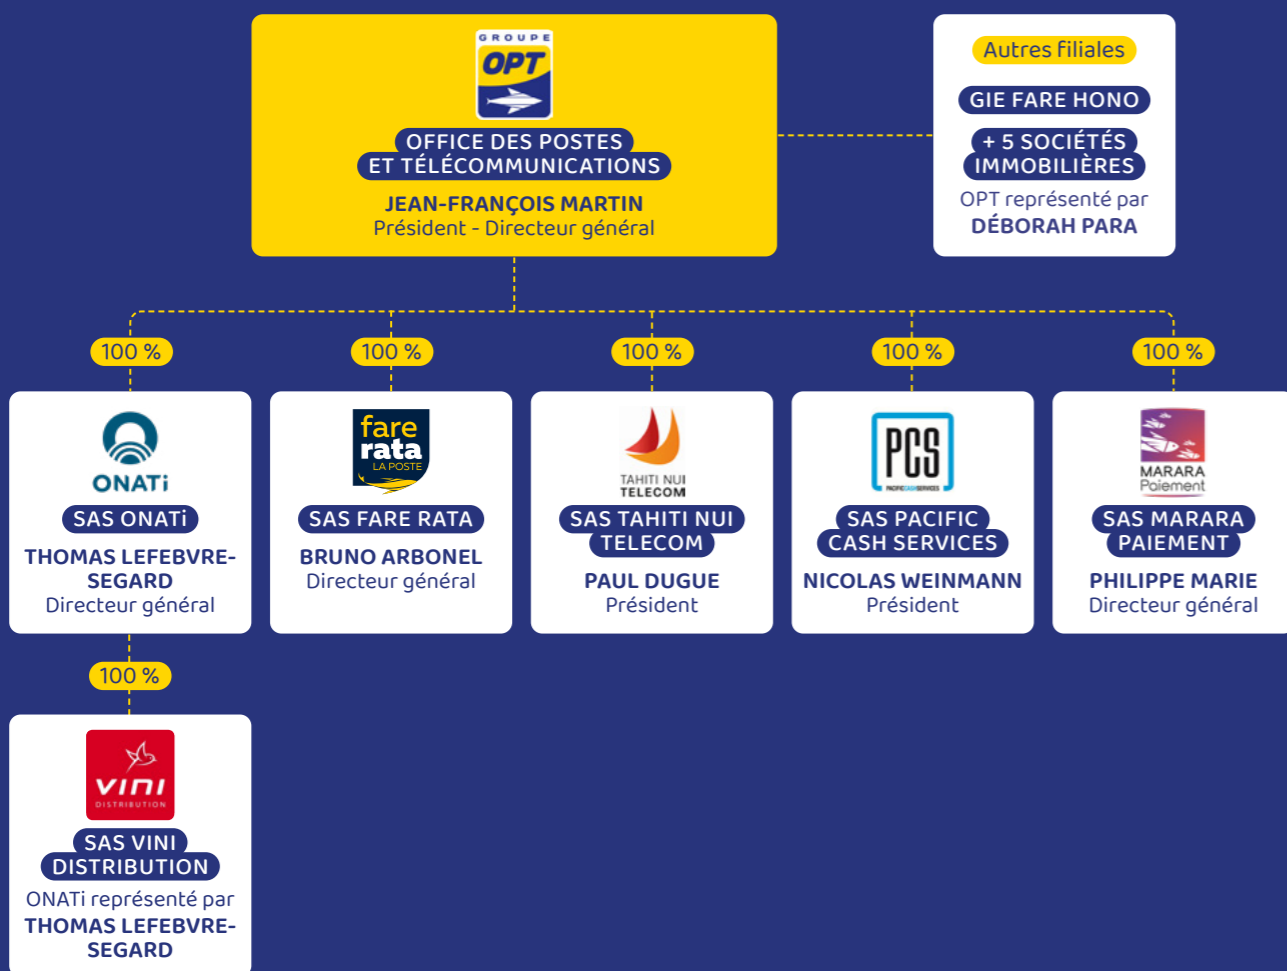 GROUPE
OPT
OFFICE DES POSTES
ET TÉLÉCOMMUNICATIONS
JEAN-FRANÇOIS MARTIN
Président - Directeur général
Autres filiales
GIE FARE HONO
+ 5 SOCIÉTÉS
IMMOBILIÈRES
OPT représenté par
DÉBORAH PARA
100 %
100 %
100 %
100 %
100 %
ONATi
SAS ONATi
THOMAS LEFEBVRE-
SEGARD
Directeur général
fare
rata
LA POSTE
SAS FARE RATA
BRUNO ARBONEL
Directeur général
TAHITI NUI
TELECOM
SAS TAHITI NUI
TELECOM
PAUL DUGUE
Président
PCS
PACIFICCASHSERVICES
SAS PACIFIC
CASH SERVICES
NICOLAS WEINMANN
Président
MARARA
Paiement
SAS MARARA
PAIEMENT
PHILIPPE MARIE
Directeur général
100 %
vini
DISTRIBUTION
SAS VINI
DISTRIBUTION
ONATi représenté par
THOMAS LEFEBVRE-
SEGARD